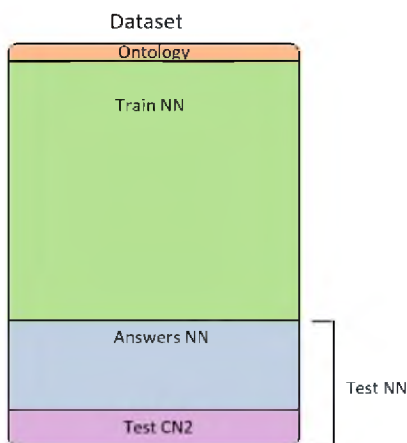 Dataset
Ontology
Train NN
Answers NN
Test NN
Test CN2